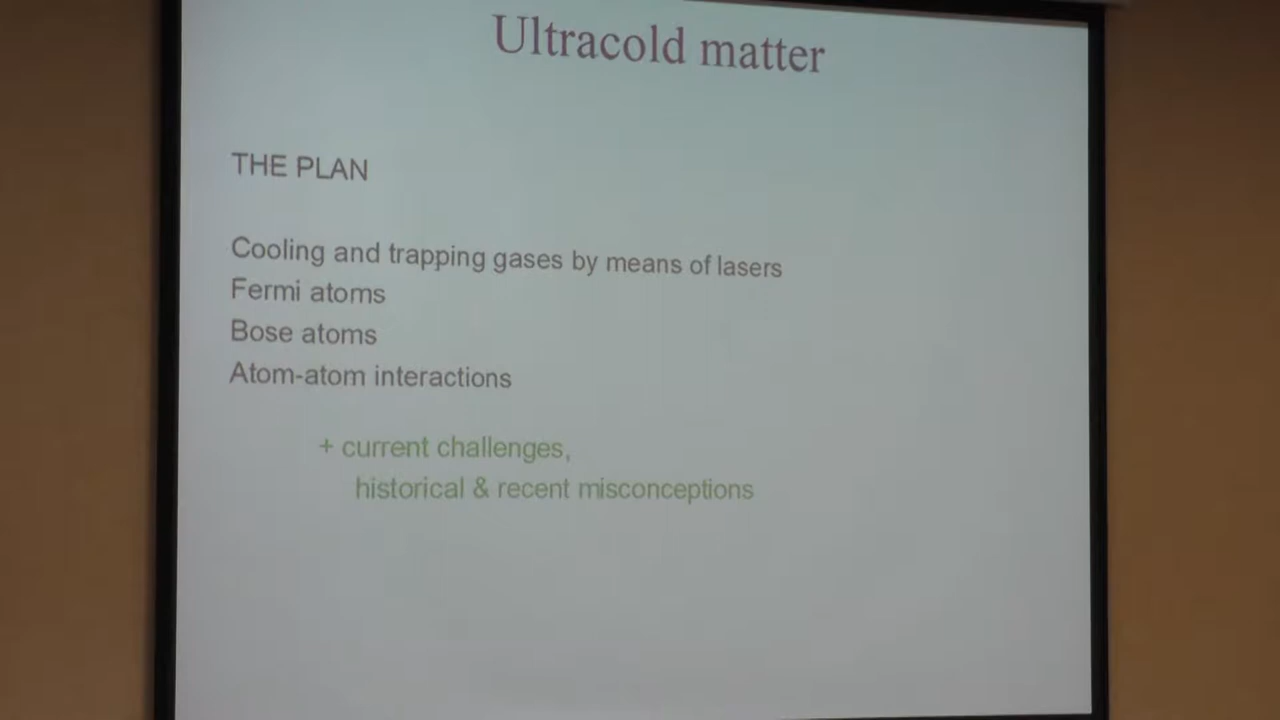 Ultracold matter
THE PLAN
Cooling and trapping gases by means of lasers
Fermi atoms
Bose atoms
Atom-atom interactions
+ current challenges,
historical & recent misconceptions